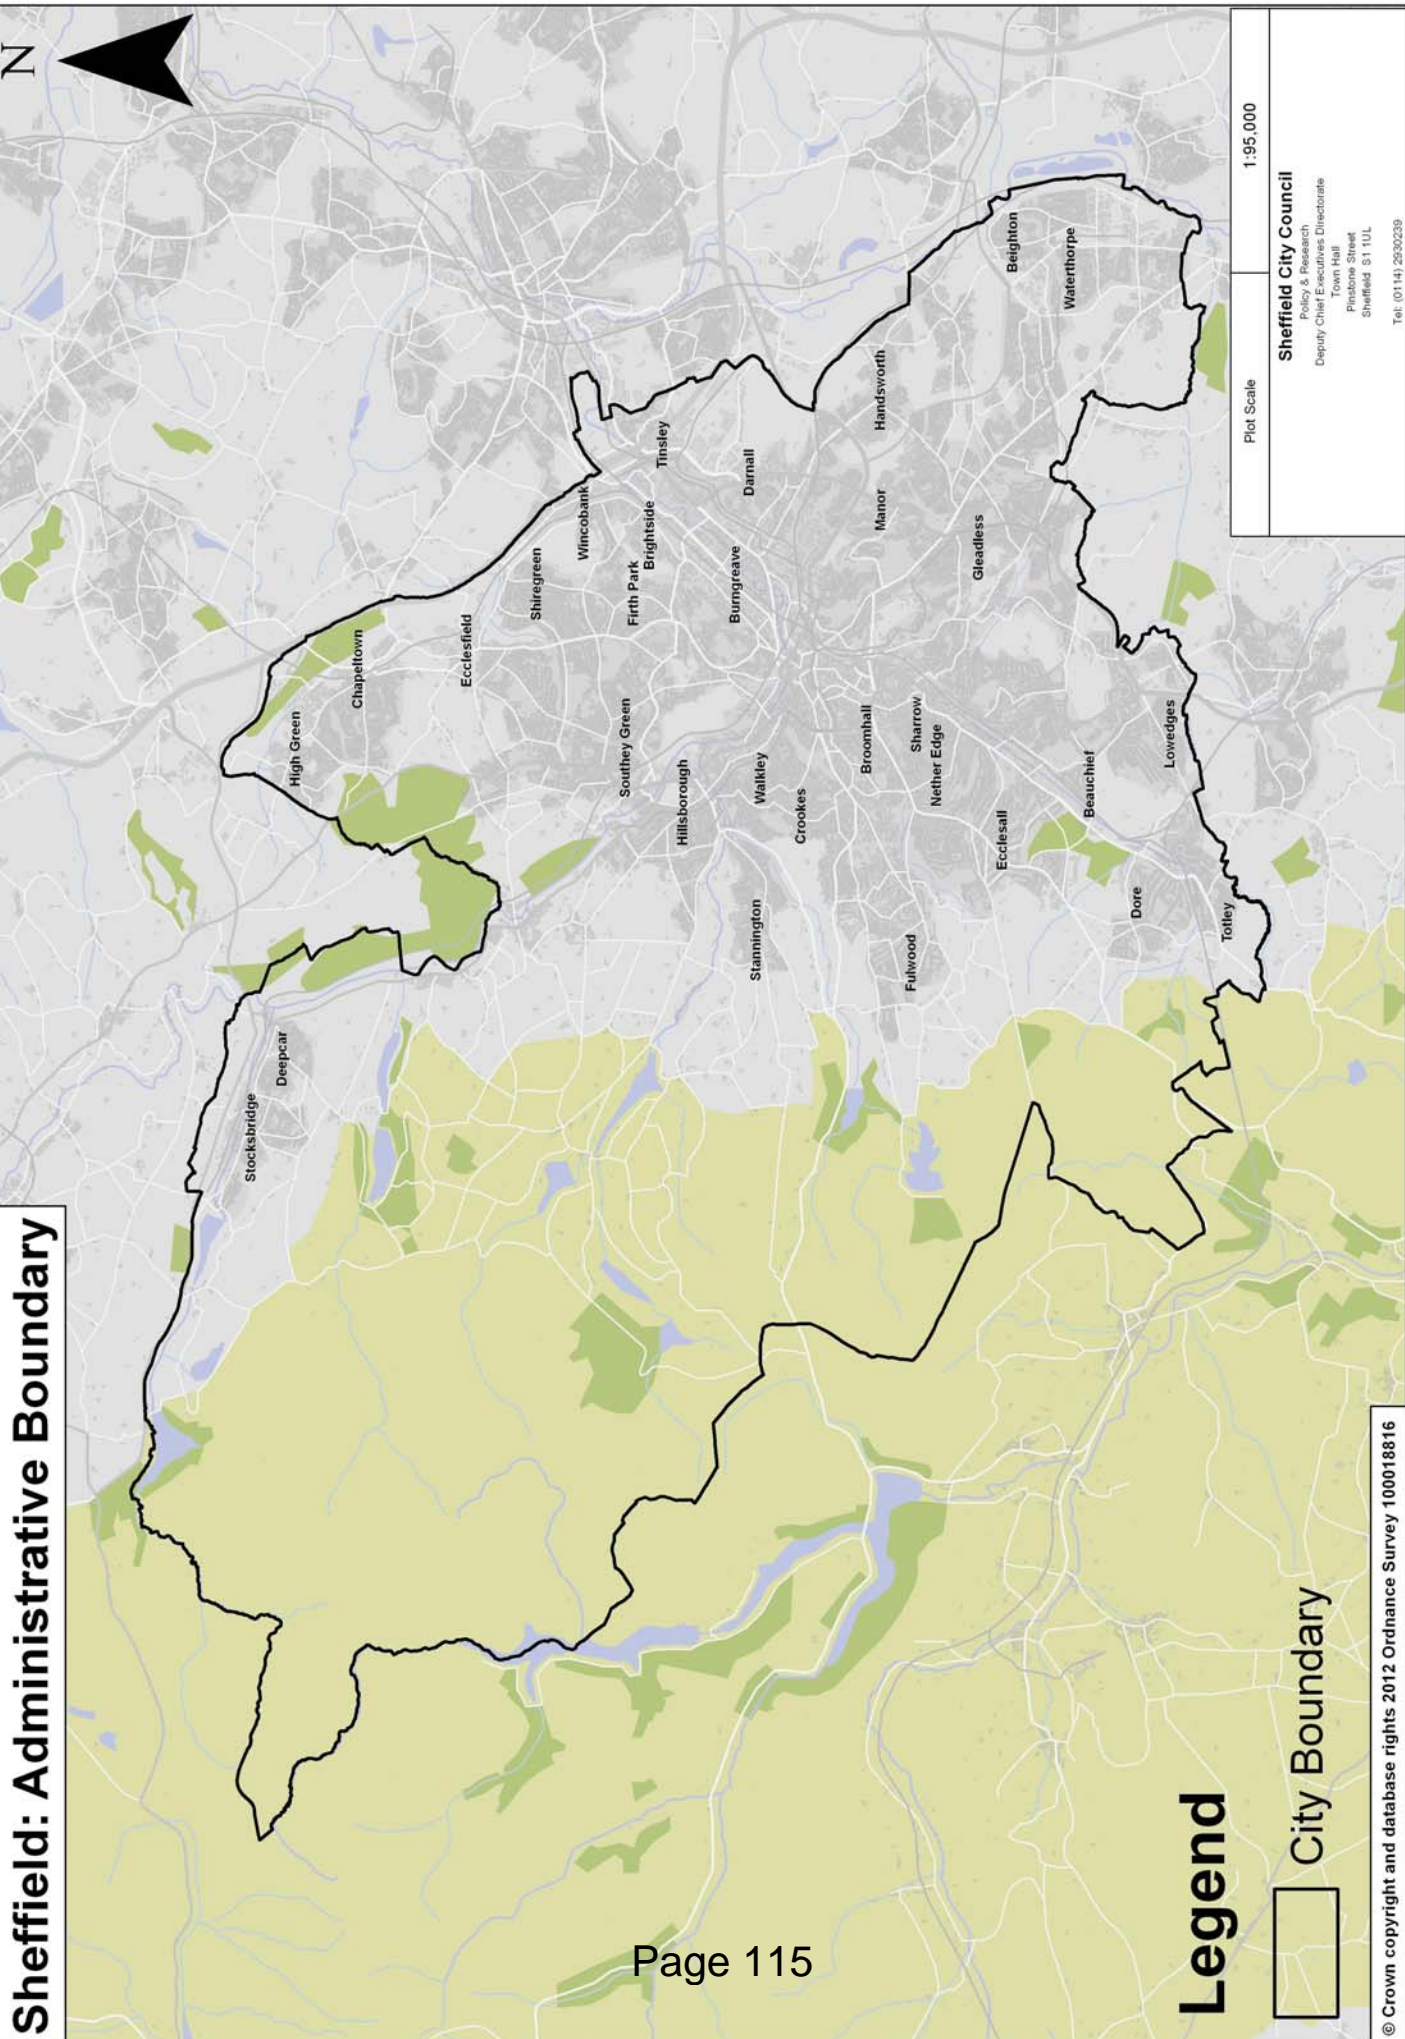 Sheffield: Administrative Boundary
N
Stocksbridge
Deepcar
High Green
Chapeltown
Ecclesfield
Shiregreen
Wincobank
Southey Green
Firth Park
Brightside
Tinsley
Hillsborough
Burngreave
Darnall
Stannington
Walkley
Crookes
Broomhall
Manor
Handsworth
Fulwood
Sharrow
Nether Edge
Gleadless
Ecclesall
Beighton
Waterthorpe
Beauchief
Dore
Lowedges
Totley
Legend
City Boundary
Plot Scale
1:95,000
Sheffield City Council
Policy & Research
Deputy Chief Executives Directorate
Town Hall
Pinstone Street
Sheffield S1 1UL
Tel: (0114) 2930239
© Crown copyright and database rights 2012 Ordnance Survey 100018816
Page 115